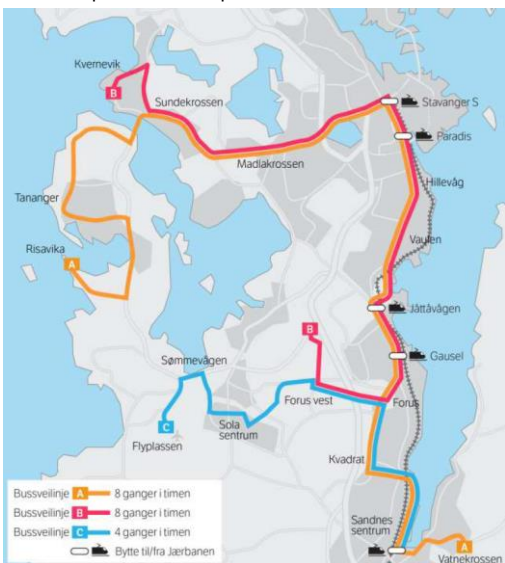 Kvernevik
B
Sundekrossen
Stavanger S
Paradis
Madlakrossen
Hillevåg
Tananger
Vaulen
Risavika
A
Jåttåvågen
B
Gausel
Sømmevågen
Forus vest
Forus
C
Sola
sentrum
Flyplassen
Kvadrat
Bussveilinje A 8 ganger i timen
Bussveilinje B 8 ganger i timen
Bussveilinje C 4 ganger i timen
Bytte til/fra Jærbanen
Sandnes
sentrum
A
Vatnekrossen